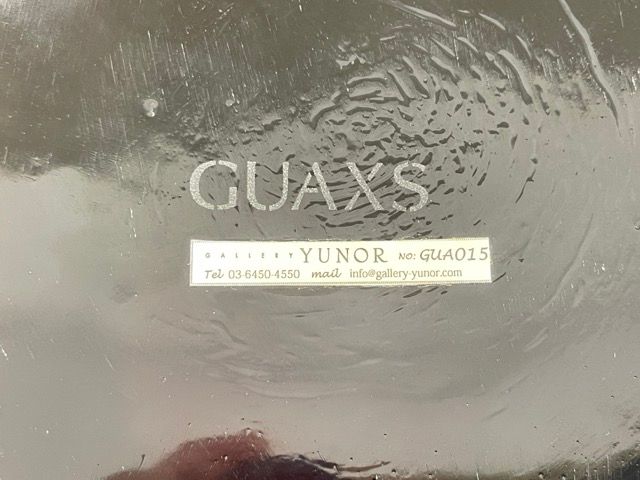 GUAXS
GALLERY YUNOR NO: GUA015
Tel 03-6450-4550 mail info@gallery-yunor.com